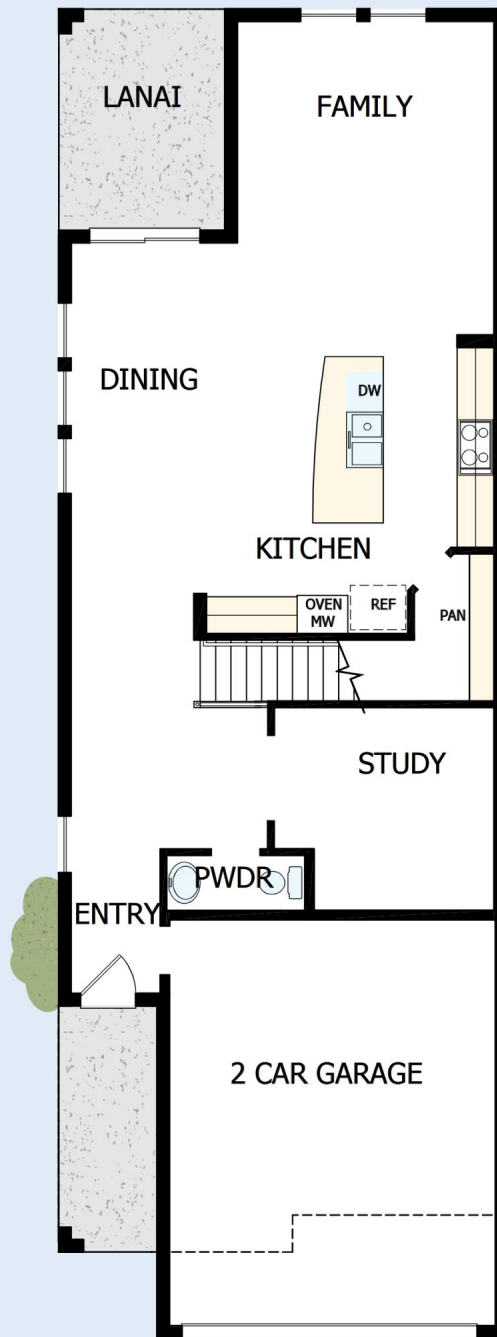 LANAI
FAMILY
DINING
DW
KITCHEN
OVEN
MW
REF
PAN
STUDY
PWDR
ENTRY
2 CAR GARAGE